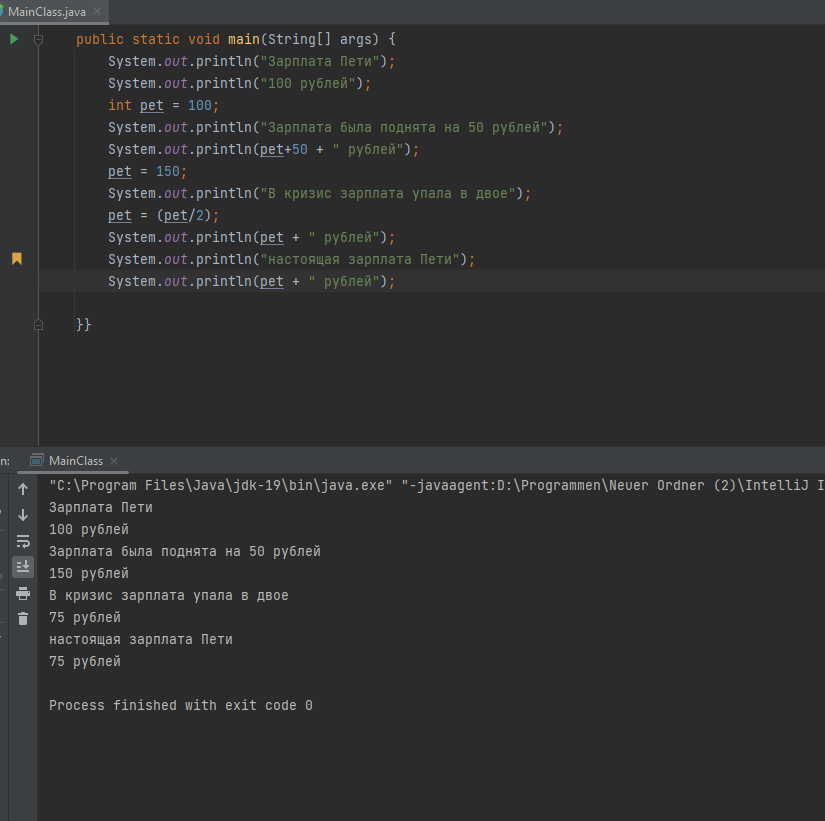 MainClass.java
public static void main(String[] args) {
System.out.println("Зарплата Пети");
System.out.println("100 рублей");
int pet = 100;
System.out.println("Зарплата была поднята на 50 рублей");
System.out.println(pet+50 + " рублей");
pet = 150;
System.out.println("В кризис зарплата упала в двое");
pet = (pet/2);
System.out.println(pet + " рублей");
System.out.println("настоящая зарплата Пети");
System.out.println(pet + " рублей");
}}
n: MainClass
"C:\Program Files\Java\jdk-19\bin\java.exe" "-javaagent:D:\Programmen\Neuer Ordner (2)\IntelliJ I
Зарплата Пети
100 рублей
Зарплата была поднята на 50 рублей
150 рублей
В кризис зарплата упала в двое
75 рублей
настоящая зарплата Пети
75 рублей
Process finished with exit code 0